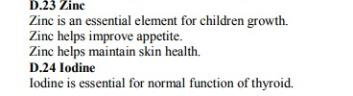 D.23 Zinc
Zinc is an essential element for children growth.
Zinc helps improve appetite.
Zinc helps maintain skin health.
D.24 Iodine
Iodine is essential for normal function of thyroid.